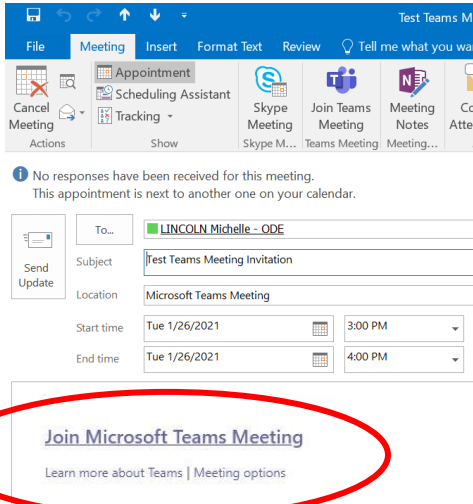 Test Teams M
File Meeting Insert Format Text Review Tell me what you wa
Cancel Meeting
Appointment
Scheduling Assistant
Tracking
Skype Meeting
Join Teams Meeting
Meeting Notes
Co
Atte
Actions Show Skype M... Teams Meeting Meeting...
No responses have been received for this meeting.
This appointment is next to another one on your calendar.
Send Update
To... LINCOLN Michelle - ODE
Subject Test Teams Meeting Invitation
Location Microsoft Teams Meeting
Start time Tue 1/26/2021 3:00 PM
End time Tue 1/26/2021 4:00 PM
Join Microsoft Teams Meeting
Learn more about Teams | Meeting options